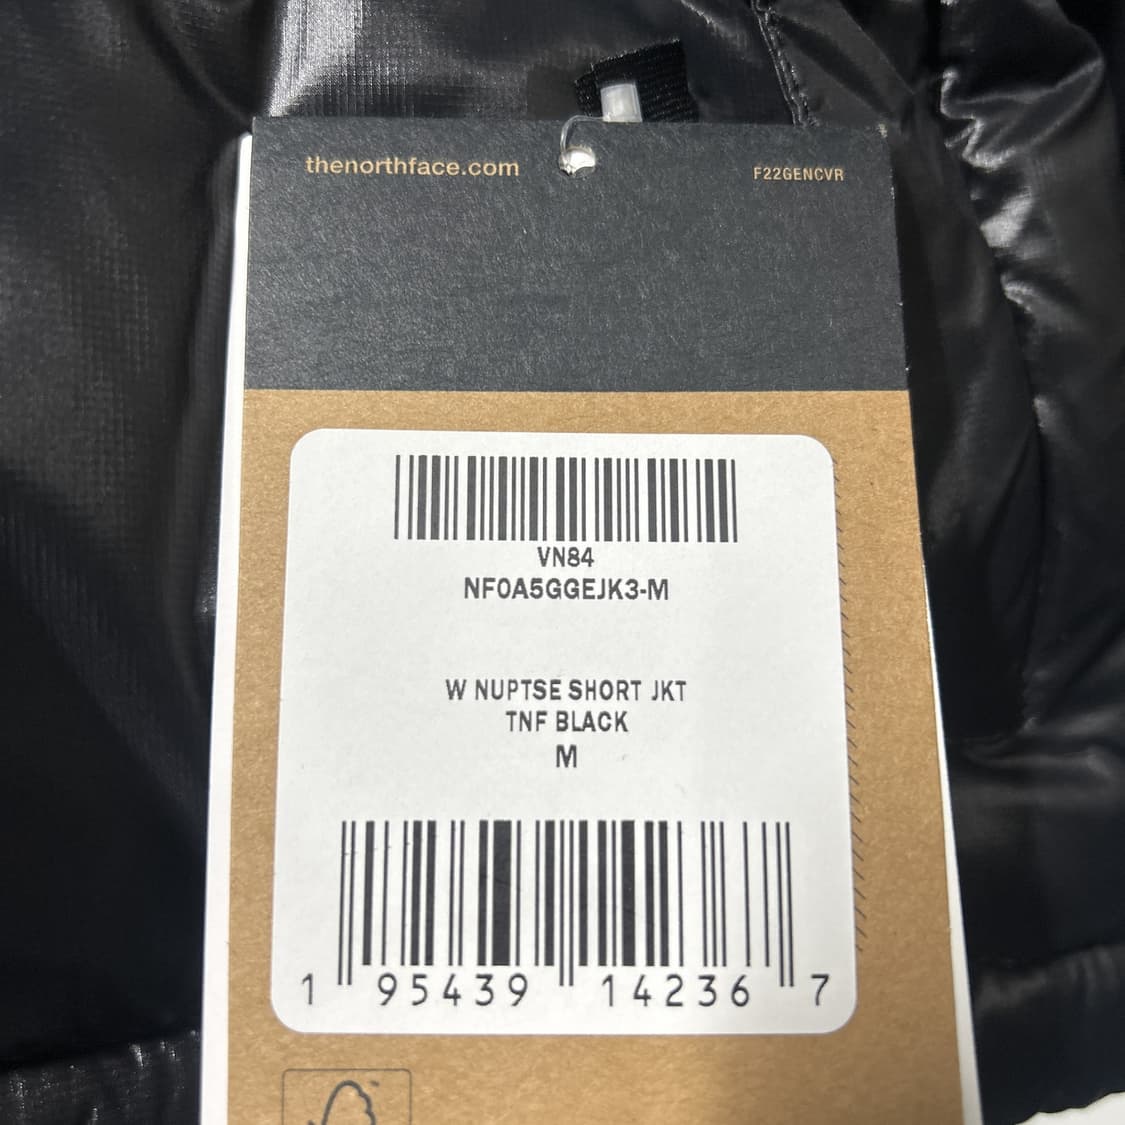 thenorthface.com
F22GENCVR
VN84
NF0A5GGEJK3-M
W NUPTSE SHORT JKT
TNF BLACK
M
1 95439 14236 7